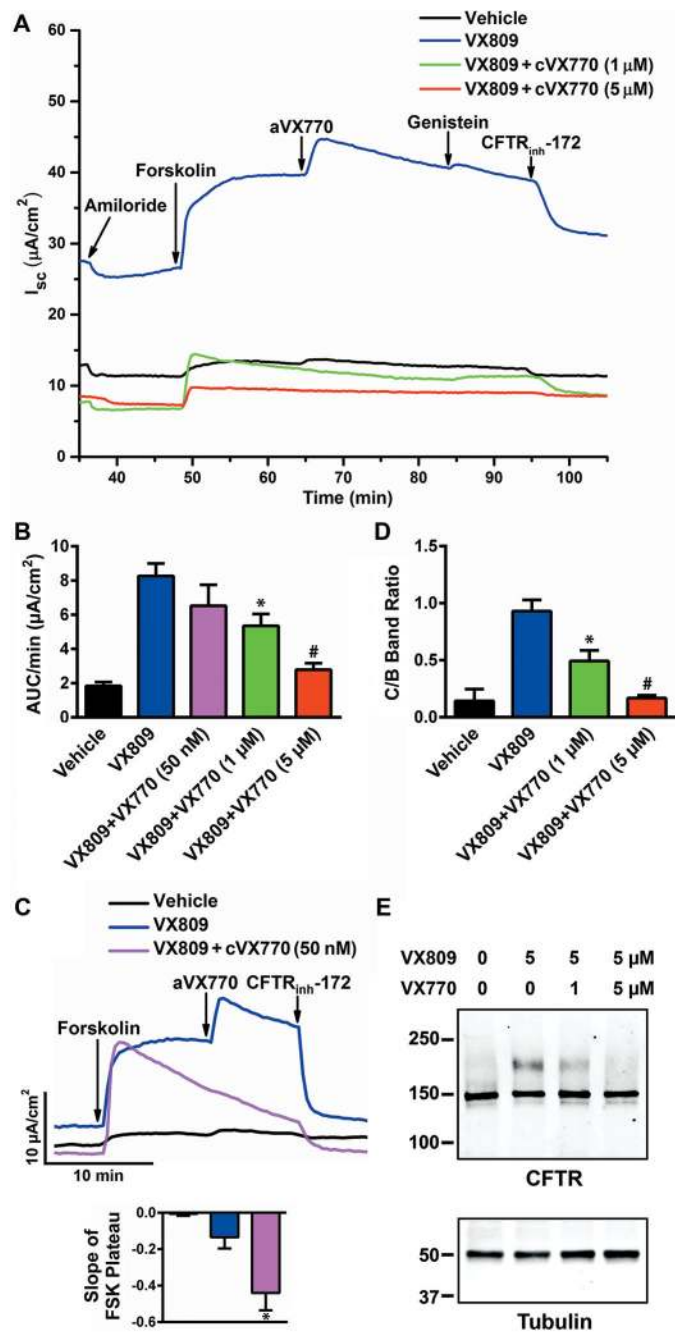 A
Vehicle
VX809
VX809 + cVX770 (1 μM)
VX809 + cVX770 (5 μM)
60
50
40
30
20
10
0
I_sc (μA/cm²)
Amiloride
Forskolin
aVX770
Genistein
CFTR_inh-172
40 50 60 70 80 90 100
Time (min)
B
10
8
6
4
2
0
AUC/min (μA/cm²)
*
#
Vehicle
VX809
VX809+VX770 (50 nM)
VX809+VX770 (1 μM)
VX809+VX770 (5 μM)
D
1.5
1.0
0.5
0.0
C/B Band Ratio
*
#
Vehicle
VX809
VX809+VX770 (1 μM)
VX809+VX770 (5 μM)
C
Vehicle
VX809
VX809 + cVX770 (50 nM)
aVX770 CFTR_inh-172
Forskolin
10 μA/cm²
10 min
0.0
-0.2
-0.4
-0.6
Slope of
FSK Plateau
*
E
VX809 0 5 5 5 μM
VX770 0 0 1 5 μM
250
150
100
CFTR
50
37
Tubulin